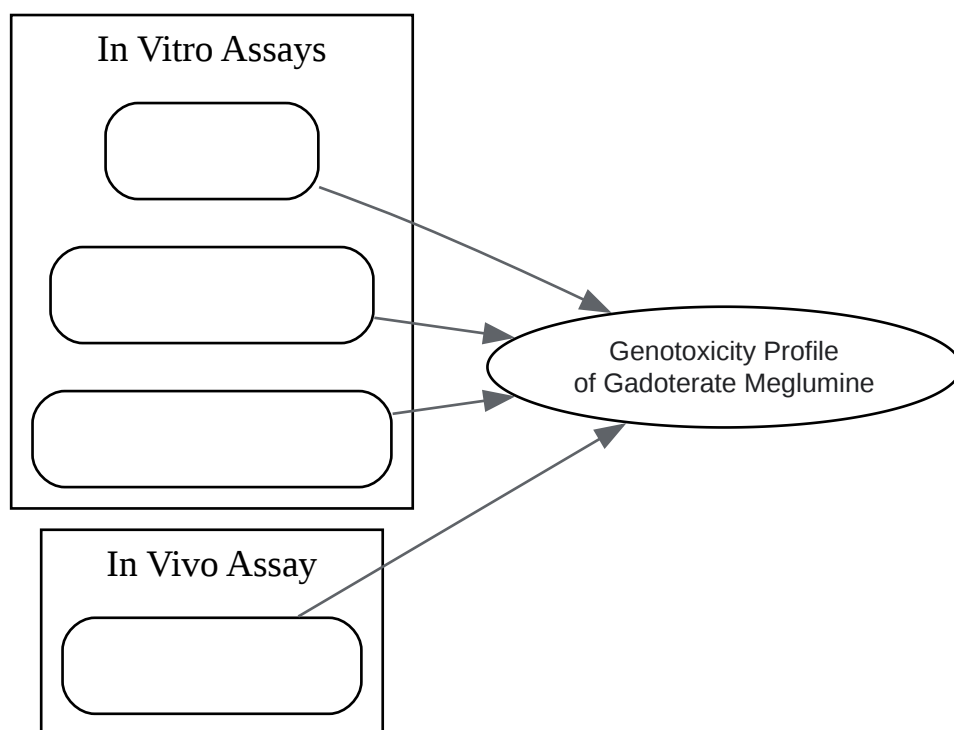 In Vitro Assays
Genotoxicity Profile
of Gadoterate Meglumine
In Vivo Assay